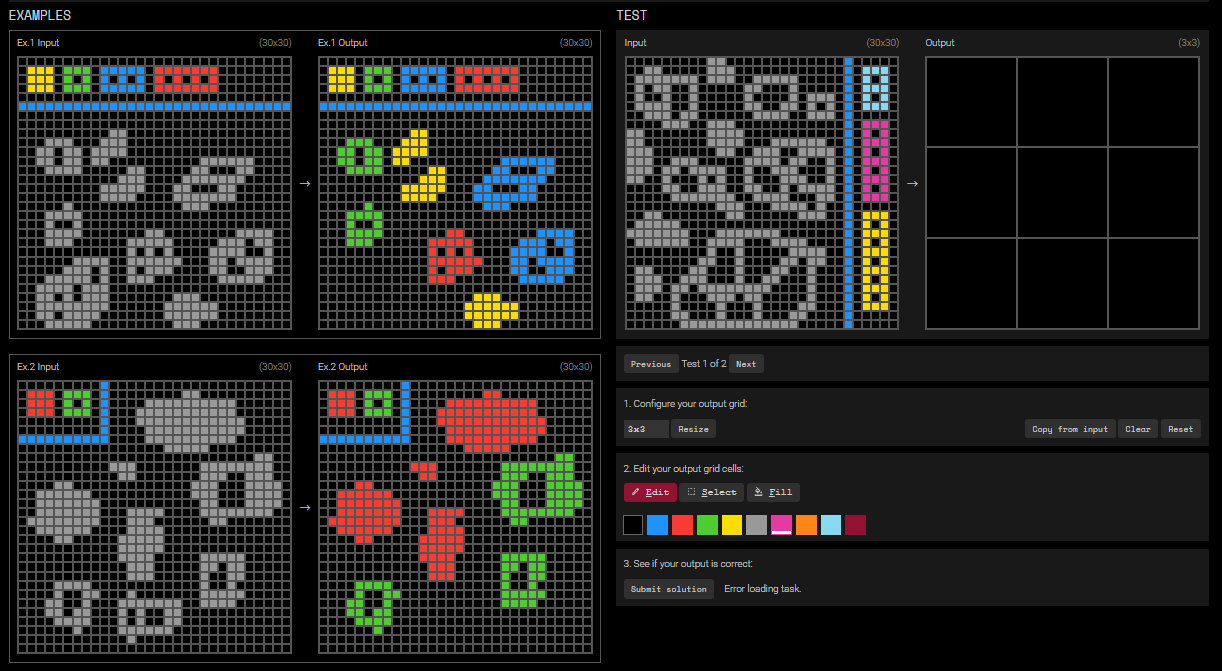 EXAMPLES
Ex.1 Input (30x30)
Ex.1 Output (30x30)
→
Ex.2 Input (30x30)
Ex.2 Output (30x30)
→
TEST
Input (30x30)
Output (3x3)
→
Previous Test 1 of 2 Next
1. Configure your output grid:
3x3 Resize Copy from input Clear Reset
2. Edit your output grid cells:
Edit Select Fill
3. See if your output is correct:
Submit solution Error loading task.